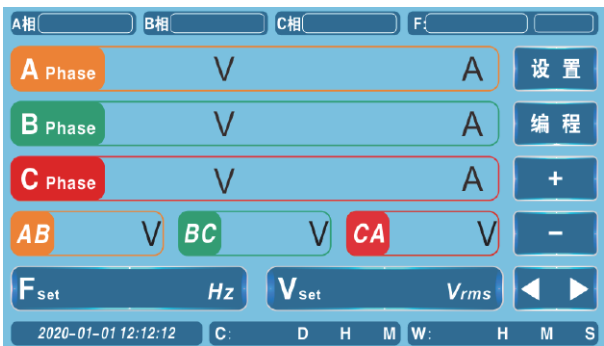 A相 B相 C相 F:
A Phase V A 设置
B Phase V A 编程
C Phase V A +
AB V BC V CA V −
Fset Hz Vset Vrms
2020-01-01 12:12:12 C: D H M W: H M S